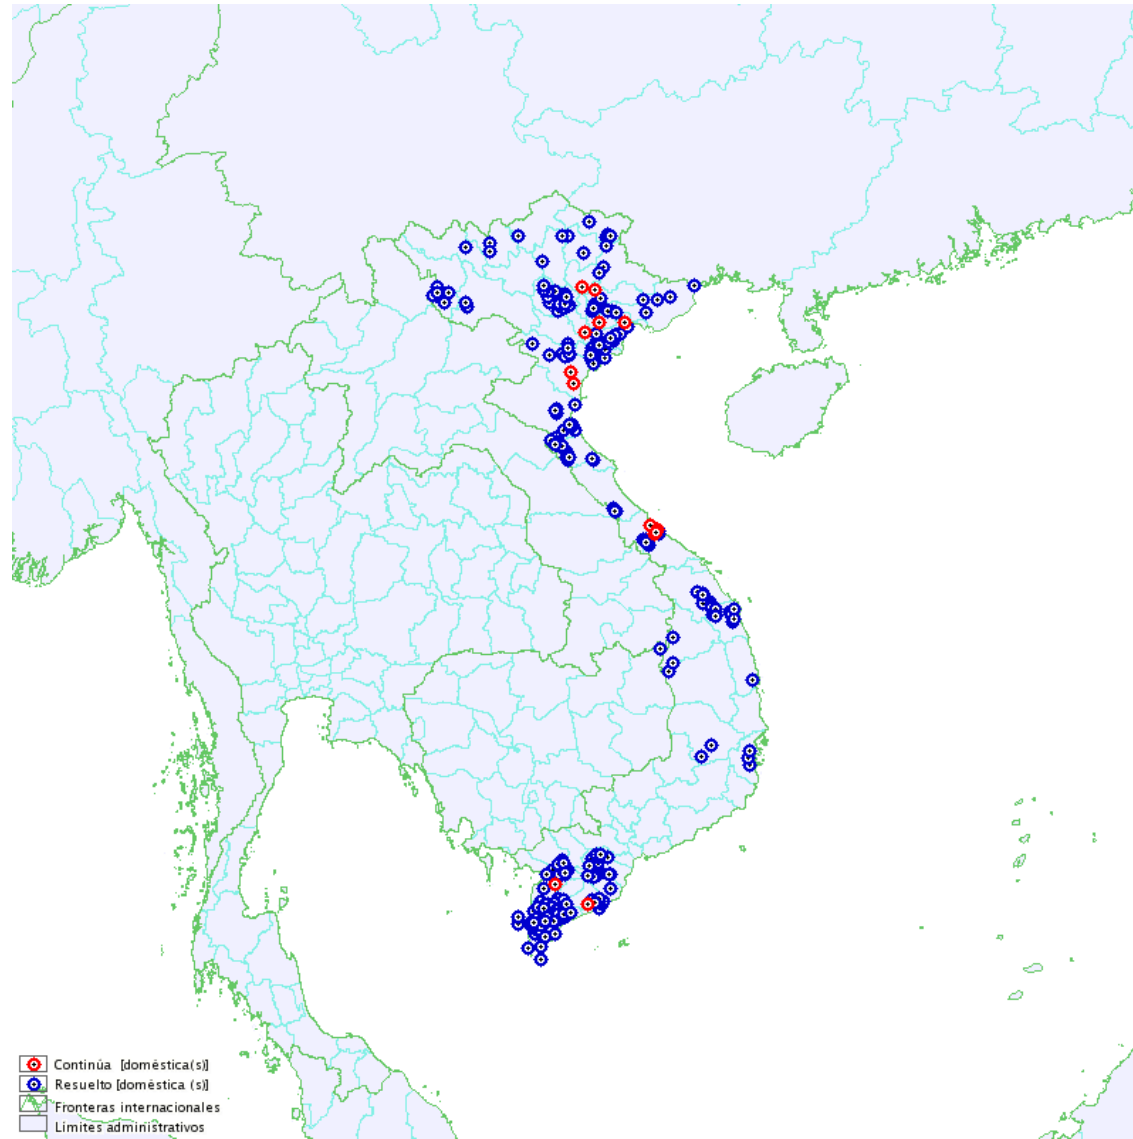 Continúa [doméstica(s)]
Resuelto [doméstica (s)]
Fronteras internacionales
Límites administrativos